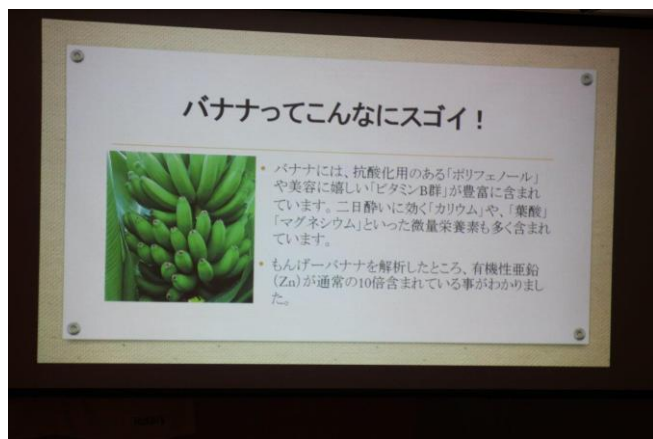 バナナってこんなにスゴイ！
• バナナには、抗酸化用のある「ポリフェノール」
や美容に嬉しい「ビタミンB群」が豊富に含まれ
ています。二日酔いに効く「カリウム」や、「葉酸」
「マグネシウム」といった微量栄養素も多く含まれ
ています。
• もんげーバナナを解析したところ、有機性亜鉛
(Zn)が通常の10倍含まれている事がわかりまし
た。